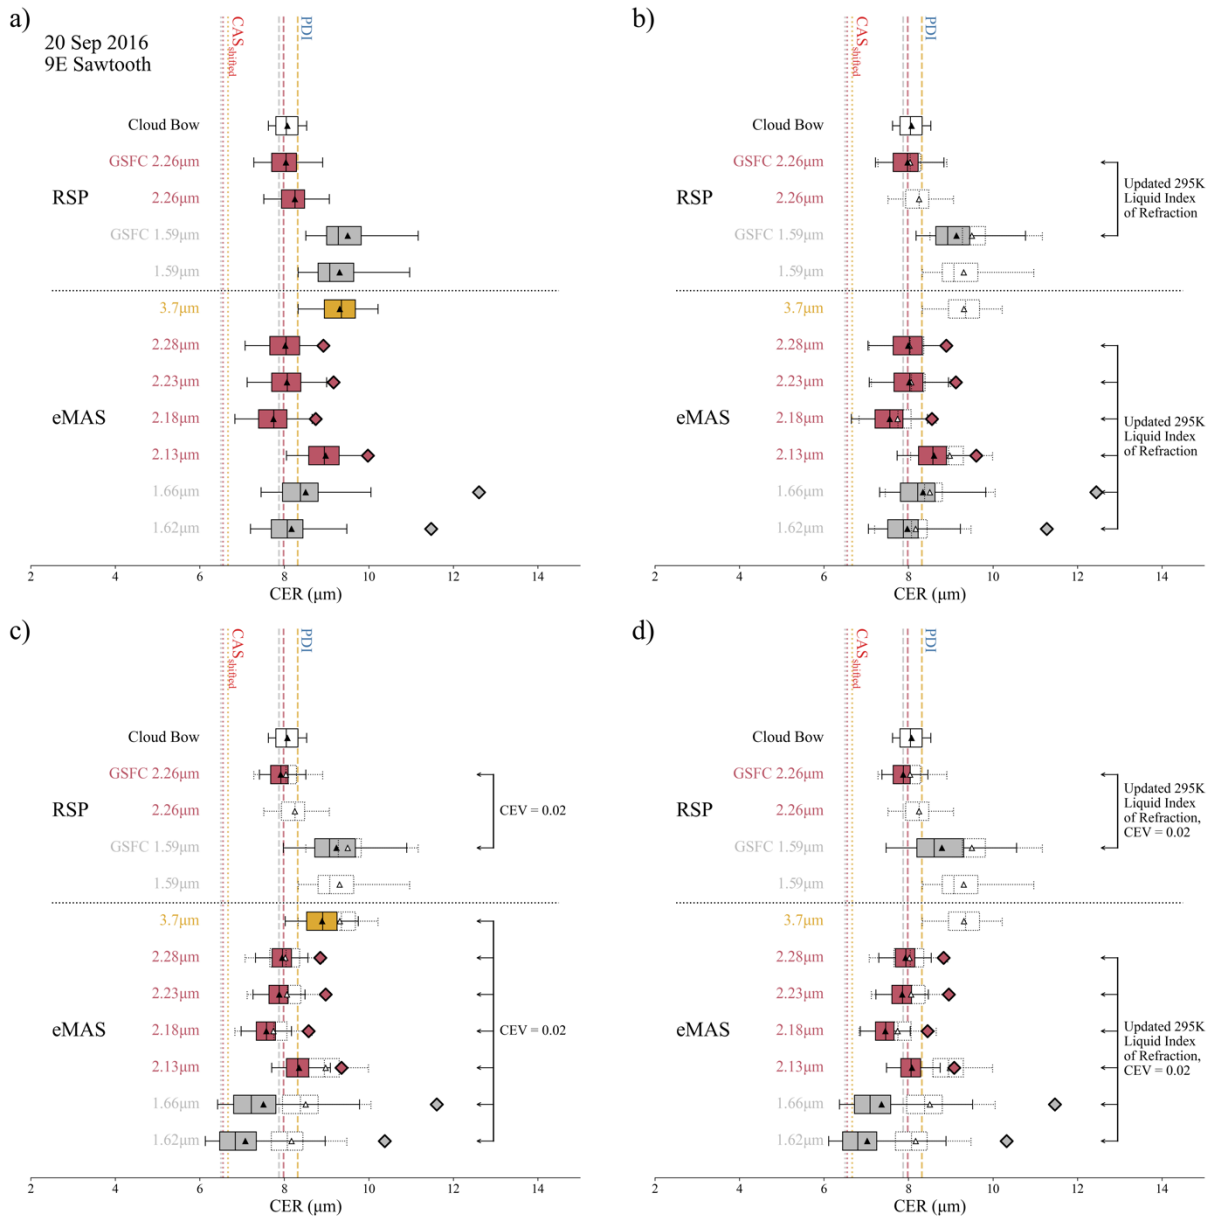 a)
20 Sep 2016
9E Sawtooth
CAS shifted
PDI
Cloud Bow
GSFC 2.26μm
RSP
2.26μm
GSFC 1.59μm
1.59μm
3.7μm
2.28μm
2.23μm
eMAS
2.18μm
2.13μm
1.66μm
1.62μm
2 4 6 8 10 12 14
CER (μm)
b)
CAS shifted
PDI
Cloud Bow
GSFC 2.26μm
RSP
2.26μm
GSFC 1.59μm
1.59μm
Updated 295K
Liquid Index
of Refraction
3.7μm
2.28μm
2.23μm
eMAS
2.18μm
2.13μm
1.66μm
1.62μm
Updated 295K
Liquid Index
of Refraction
2 4 6 8 10 12 14
CER (μm)
c)
CAS shifted
PDI
Cloud Bow
GSFC 2.26μm
RSP
2.26μm
GSFC 1.59μm
1.59μm
CEV = 0.02
3.7μm
2.28μm
2.23μm
eMAS
2.18μm
2.13μm
1.66μm
1.62μm
CEV = 0.02
2 4 6 8 10 12 14
CER (μm)
d)
CAS shifted
PDI
Cloud Bow
GSFC 2.26μm
RSP
2.26μm
GSFC 1.59μm
1.59μm
Updated 295K
Liquid Index
of Refraction,
CEV = 0.02
3.7μm
2.28μm
2.23μm
eMAS
2.18μm
2.13μm
1.66μm
1.62μm
Updated 295K
Liquid Index
of Refraction,
CEV = 0.02
2 4 6 8 10 12 14
CER (μm)